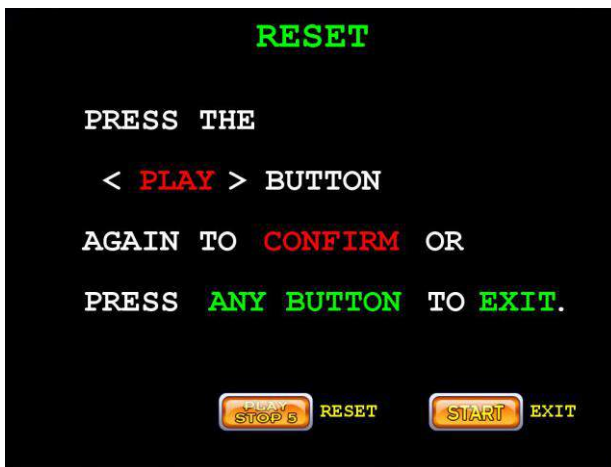 RESET
PRESS THE
< PLAY > BUTTON
AGAIN TO CONFIRM OR
PRESS ANY BUTTON TO EXIT.
PLAY
STOP 5 RESET START EXIT